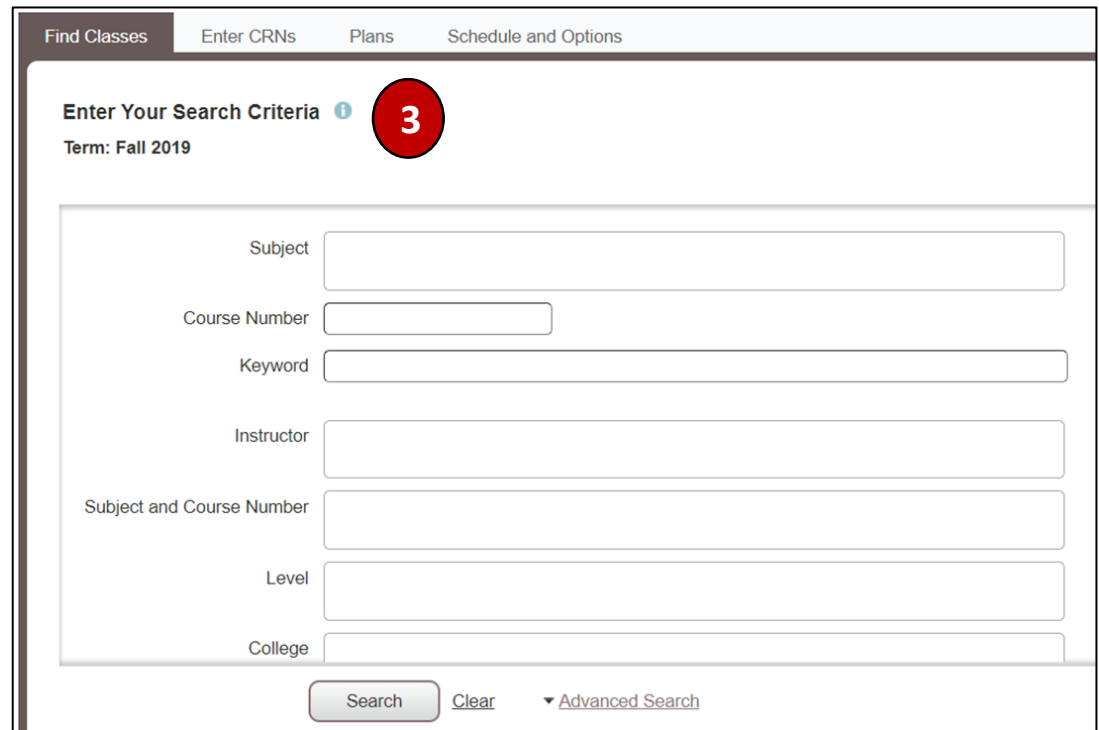 Find Classes Enter CRNs Plans Schedule and Options
Enter Your Search Criteria
3
Term: Fall 2019
Subject
Course Number
Keyword
Instructor
Subject and Course Number
Level
College
Search Clear Advanced Search